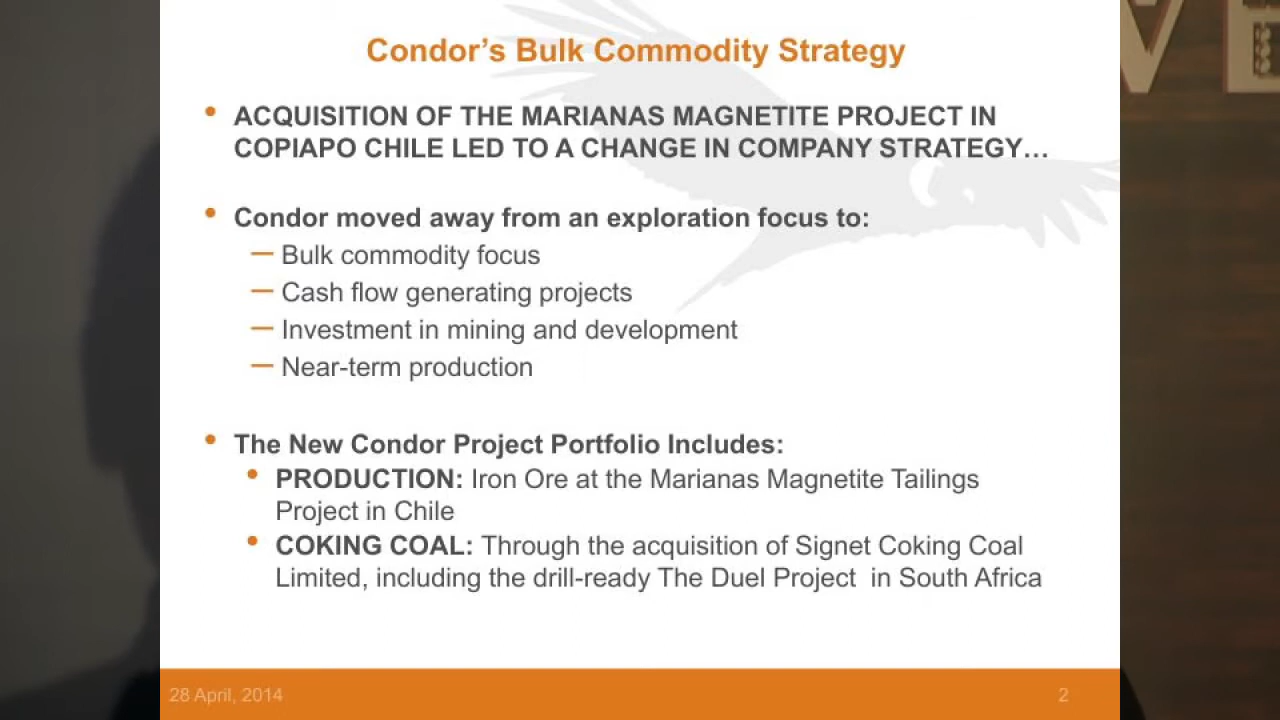 Condor's Bulk Commodity Strategy
• ACQUISITION OF THE MARIANAS MAGNETITE PROJECT IN
COPIAPO CHILE LED TO A CHANGE IN COMPANY STRATEGY…
• Condor moved away from an exploration focus to:
— Bulk commodity focus
— Cash flow generating projects
— Investment in mining and development
— Near-term production
• The New Condor Project Portfolio Includes:
• PRODUCTION: Iron Ore at the Marianas Magnetite Tailings
Project in Chile
• COKING COAL: Through the acquisition of Signet Coking Coal
Limited, including the drill-ready The Duel Project in South Africa
28 April, 2014
2